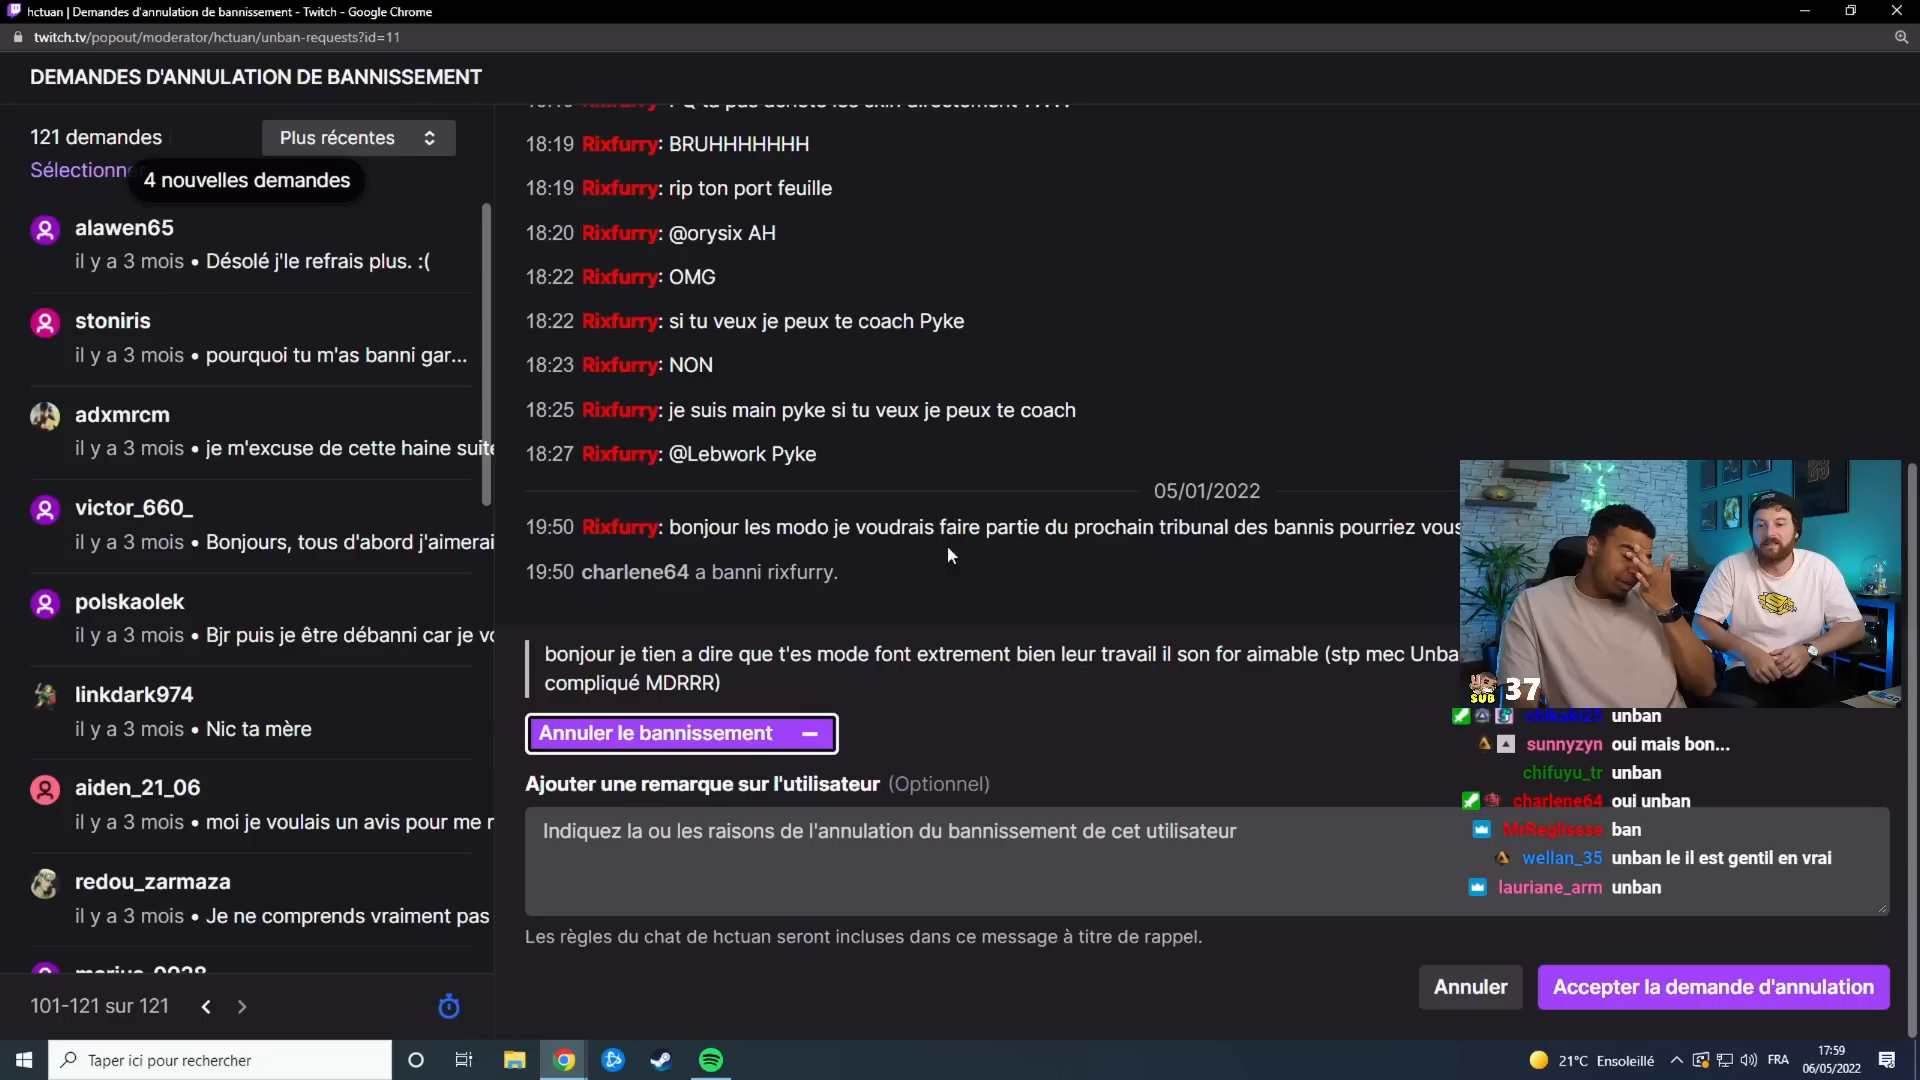 hctuan | Demandes d'annulation de bannissement - Twitch - Google Chrome
twitch.tv/popout/moderator/hctuan/unban-requests?id=11
DEMANDES D'ANNULATION DE BANNISSEMENT
121 demandes
Plus récentes
Sélectionner
4 nouvelles demandes
alawen65
il y a 3 mois • Désolé j'le refrais plus. :(
stoniris
il y a 3 mois • pourquoi tu m'as banni gar...
adxmrcm
il y a 3 mois • je m'excuse de cette haine suite
victor_660_
il y a 3 mois • Bonjours, tous d'abord j'aimerai
polskaolek
il y a 3 mois • Bjr puis je être débanni car je vo
linkdark974
il y a 3 mois • Nic ta mère
aiden_21_06
il y a 3 mois • moi je voulais un avis pour me r
redou_zarmaza
il y a 3 mois • Je ne comprends vraiment pas
101-121 sur 121
18:19 Rixfurry: BRUHHHHHHH
18:19 Rixfurry: rip ton port feuille
18:20 Rixfurry: @orysix AH
18:22 Rixfurry: OMG
18:22 Rixfurry: si tu veux je peux te coach Pyke
18:23 Rixfurry: NON
18:25 Rixfurry: je suis main pyke si tu veux je peux te coach
18:27 Rixfurry: @Lebwork Pyke
05/01/2022
19:50 Rixfurry: bonjour les modo je voudrais faire partie du prochain tribunal des bannis pourriez vous
19:50 charlene64 a banni rixfurry.
bonjour je tien a dire que t'es mode font extrement bien leur travail il son for aimable (stp mec Unba
compliqué MDRRR)
Annuler le bannissement
Ajouter une remarque sur l'utilisateur (Optionnel)
Indiquez la ou les raisons de l'annulation du bannissement de cet utilisateur
Les règles du chat de hctuan seront incluses dans ce message à titre de rappel.
Annuler
Accepter la demande d'annulation
SUB 37
chikaki25 unban
sunnyzyn oui mais bon...
chifuyu_tr unban
charlene64 oui unban
MrReglissse ban
wellan_35 unban le il est gentil en vrai
lauriane_arm unban
Taper ici pour rechercher
21°C Ensoleillé
FRA
17:59
06/05/2022